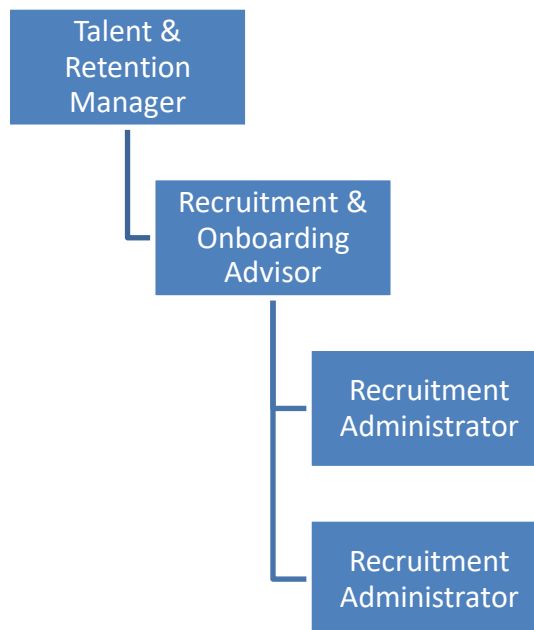 Talent &
Retention
Manager
Recruitment &
Onboarding
Advisor
Recruitment
Administrator
Recruitment
Administrator